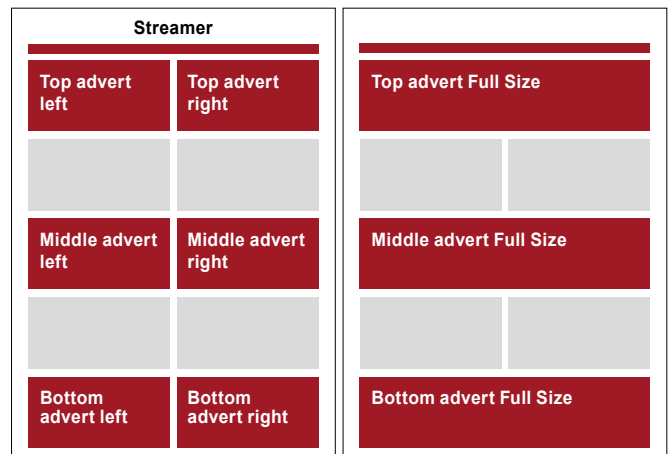 Streamer
Top advert
left
Top advert
right
Middle advert
left
Middle advert
right
Bottom
advert left
Bottom
advert right
Top advert Full Size
Middle advert Full Size
Bottom advert Full Size